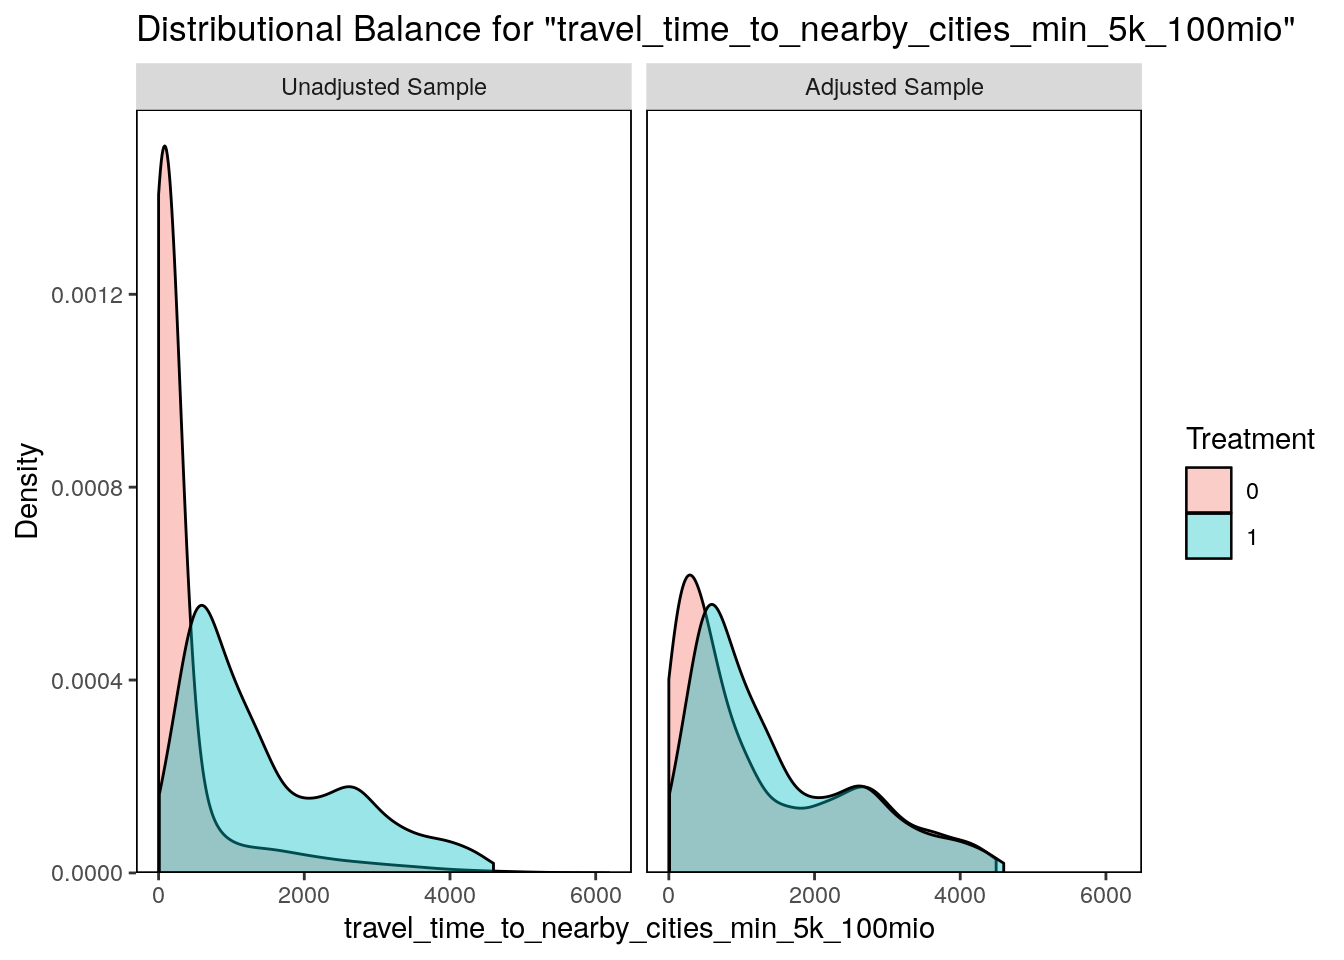 Distributional Balance for "travel_time_to_nearby_cities_min_5k_100mio"
Unadjusted Sample
Adjusted Sample
Density
0.0012
0.0008
0.0004
0.0000
0 2000 4000 6000
0 2000 4000 6000
travel_time_to_nearby_cities_min_5k_100mio
Treatment
0
1